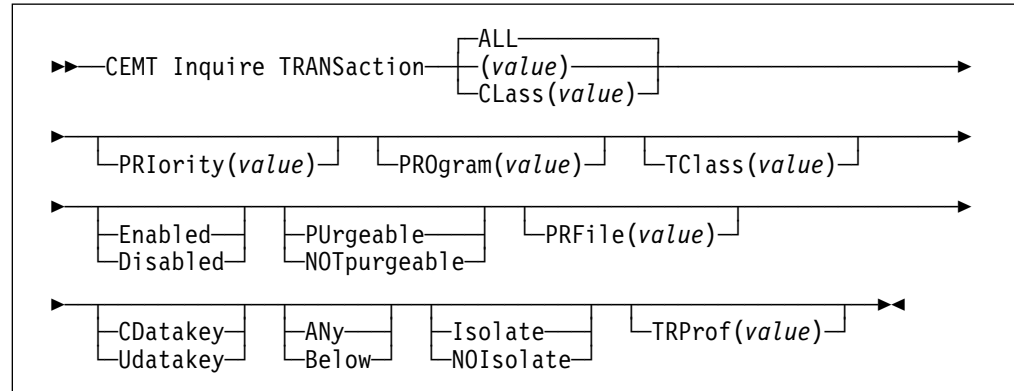 ALL
CEMT Inquire TRANSaction (value)
CLass(value)
PRIority(value) PROgram(value) TClass(value)
Enabled PUrgeable PRFile(value)
Disabled NOTpurgeable
CDatakey ANy Isolate TRProf(value)
Udatakey Below NOIsolate